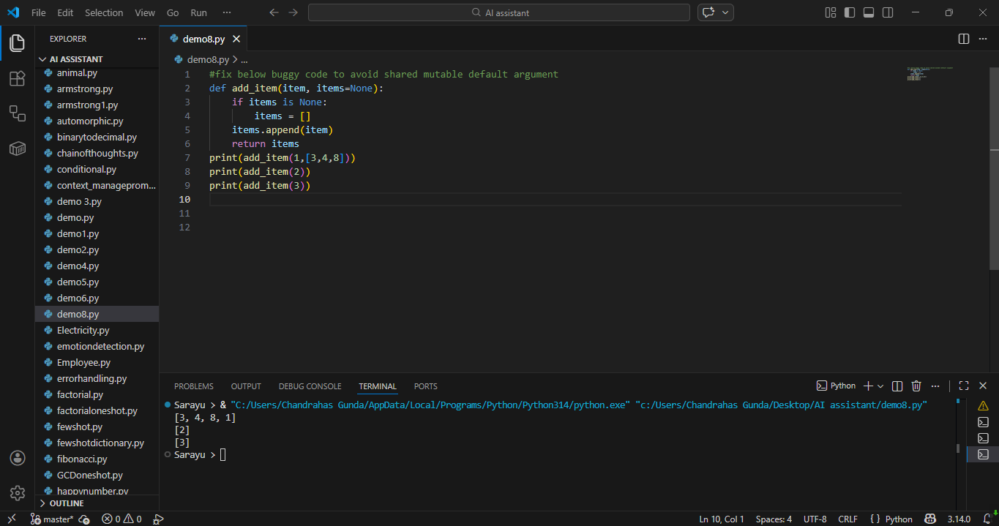 File Edit Selection View Go Run ··· AI assistant
EXPLORER ···
AI ASSISTANT
animal.py
armstrong.py
armstrong1.py
automorphic.py
binarytodecimal.py
chainofthoughts.py
conditional.py
context_manageprom...
demo 3.py
demo.py
demo1.py
demo2.py
demo4.py
demo5.py
demo6.py
demo8.py
Electricity.py
emotiondetection.py
Employee.py
errorhandling.py
factorial.py
factorialoneshot.py
fewshot.py
fewshotdictionary.py
fibonacci.py
GCDoneshot.py
happynumber.py
OUTLINE
demo8.py
demo8.py > ...
1 #fix below buggy code to avoid shared mutable default argument
2 def add_item(item, items=None):
3     if items is None:
4         items = []
5     items.append(item)
6     return items
7 print(add_item(1,[3,4,8]))
8 print(add_item(2))
9 print(add_item(3))
10
11
12
PROBLEMS OUTPUT DEBUG CONSOLE TERMINAL PORTS Python
Sarayu > & "C:/Users/Chandrahas Gunda/AppData/Local/Programs/Python/Python314/python.exe" "c:/Users/Chandrahas Gunda/Desktop/AI assistant/demo8.py"
[3, 4, 8, 1]
[2]
[3]
Sarayu >
master* 0 0 Ln 10, Col 1 Spaces: 4 UTF-8 CRLF { } Python 3.14.0